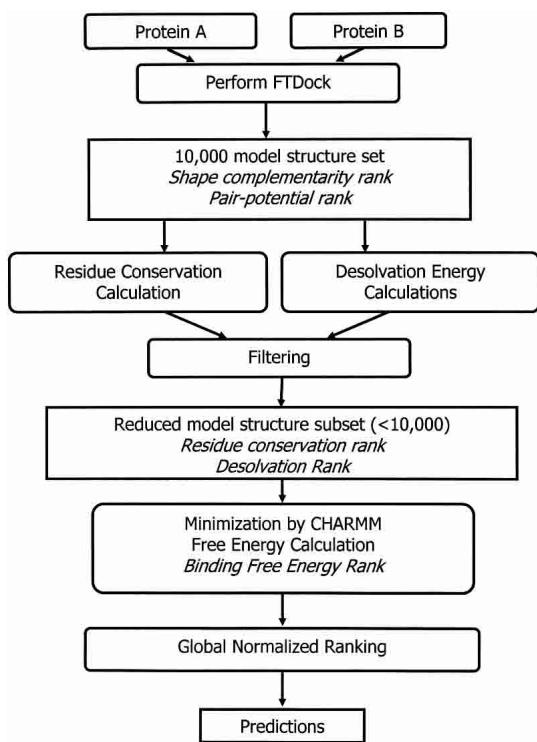 Protein A
Protein B
Perform FTDock
10,000 model structure set
Shape complementarity rank
Pair-potential rank
Residue Conservation
Calculation
Desolvation Energy
Calculations
Filtering
Reduced model structure subset (<10,000)
Residue conservation rank
Desolvation Rank
Minimization by CHARMM
Free Energy Calculation
Binding Free Energy Rank
Global Normalized Ranking
Predictions